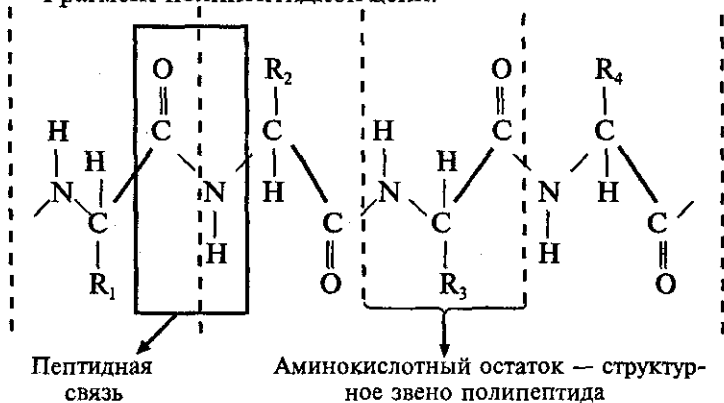 Фрагмент полипептидной цепи:
O R₂ O R₄
H H C C H H C C
N C N H C N C N H C
R₁ H O R₃ H O
Пептидная связь
Аминокислотный остаток — структур-
ное звено полипептида